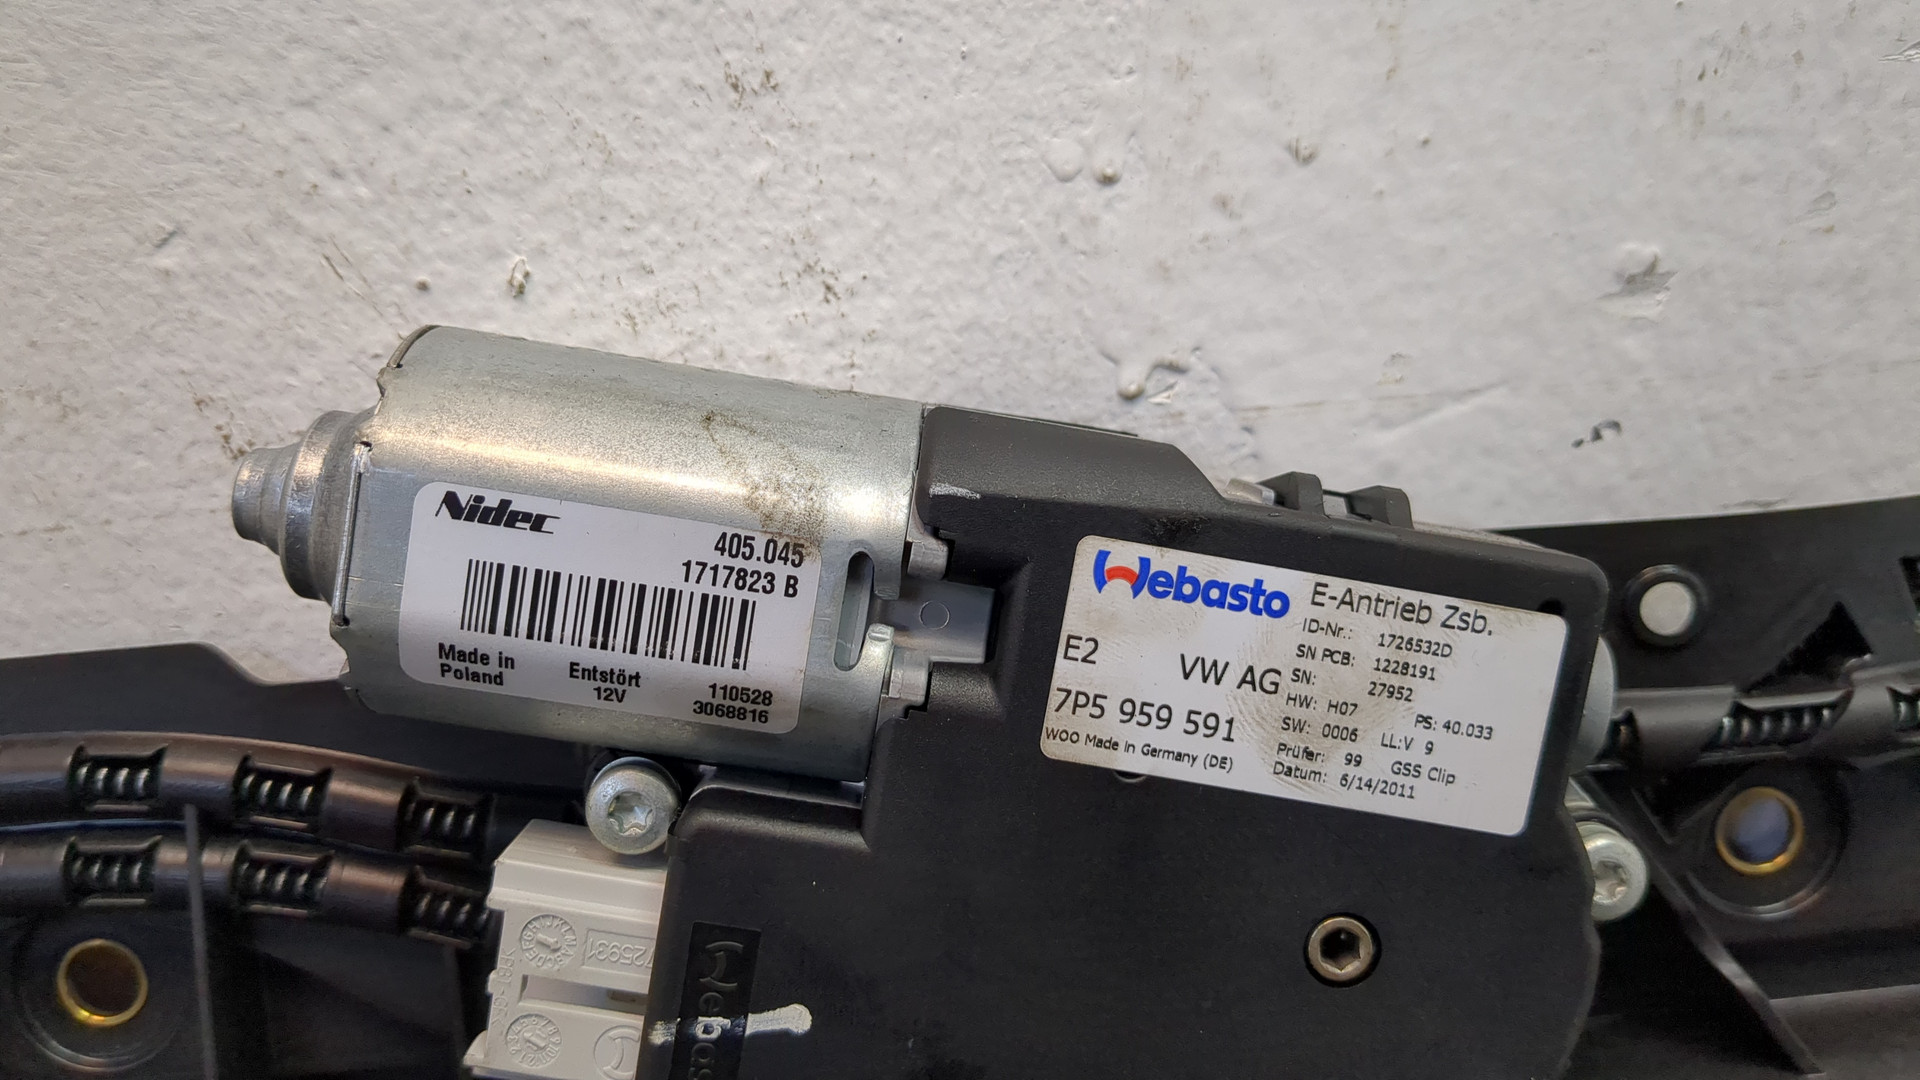 Nidec
405.045
1717823 B
Made in
Poland
Entstört
12V
110528
3068816
Webasto
E-Antrieb Zsb.
ID-Nr.: 1726532D
SN PCB: 1228191
SN: 27952
HW: H07
PS: 40.033
SW: 0006
LL:V 9
Prüfer: 99
GSS Clip
Datum: 6/14/2011
E2
VW AG
7P5 959 591
WOO Made in Germany (DE)